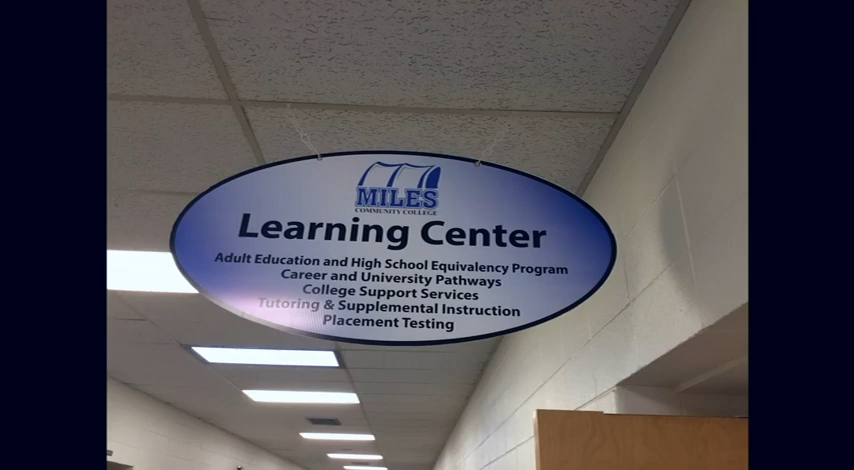 MILES
COMMUNITY COLLEGE
Learning Center
Adult Education and High School Equivalency Program
Career and University Pathways
College Support Services
Tutoring & Supplemental Instruction
Placement Testing